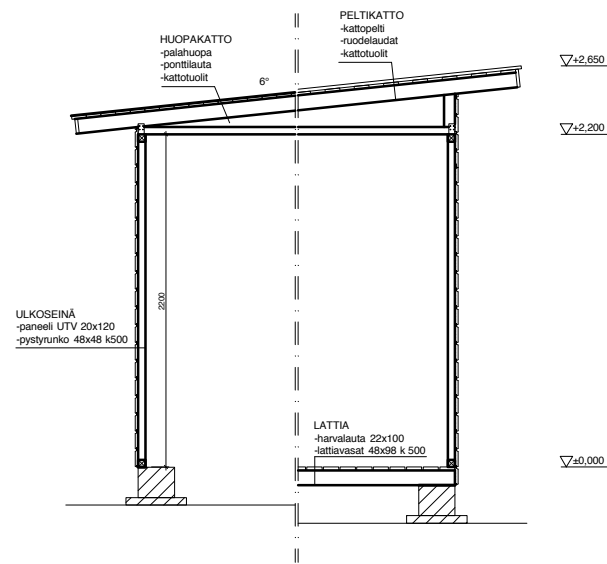 HUOPAKATTO
-palahuopa
-ponttilauta
-kattotuolit
PELTIKATTO
-kattopelti
-ruodelaudat
-kattotuolit
6°
+2,650
+2,200
2200
ULKOSEINÄ
-paneeli UTV 20x120
-pystyrunko 48x48 k500
LATTIA
-harvalauta 22x100
-lattiavasat 48x98 k 500
±0,000